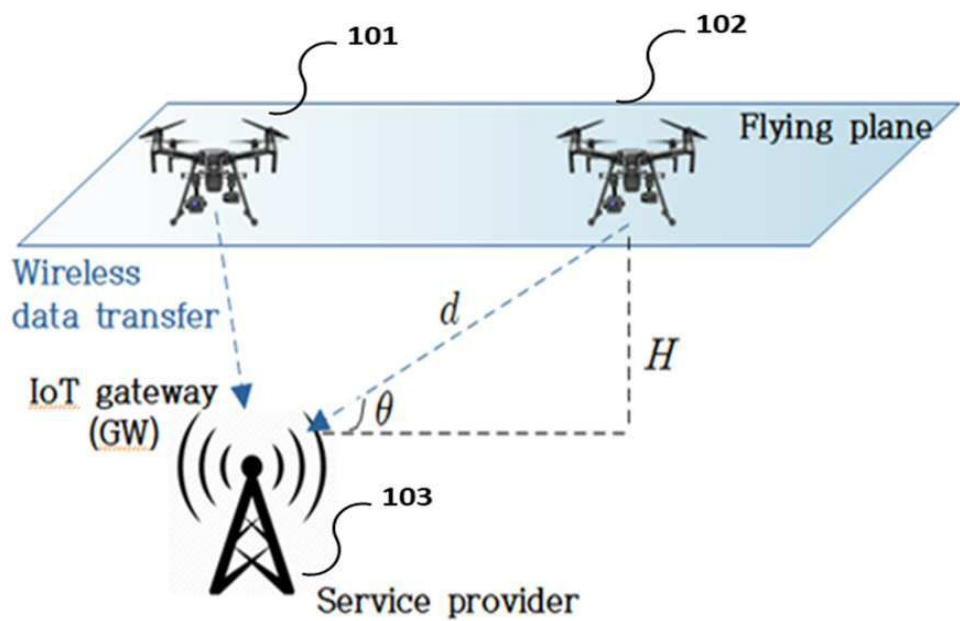 101
102
Flying plane
Wireless
data transfer
d
H
IoT gateway
(GW)
θ
103
Service provider